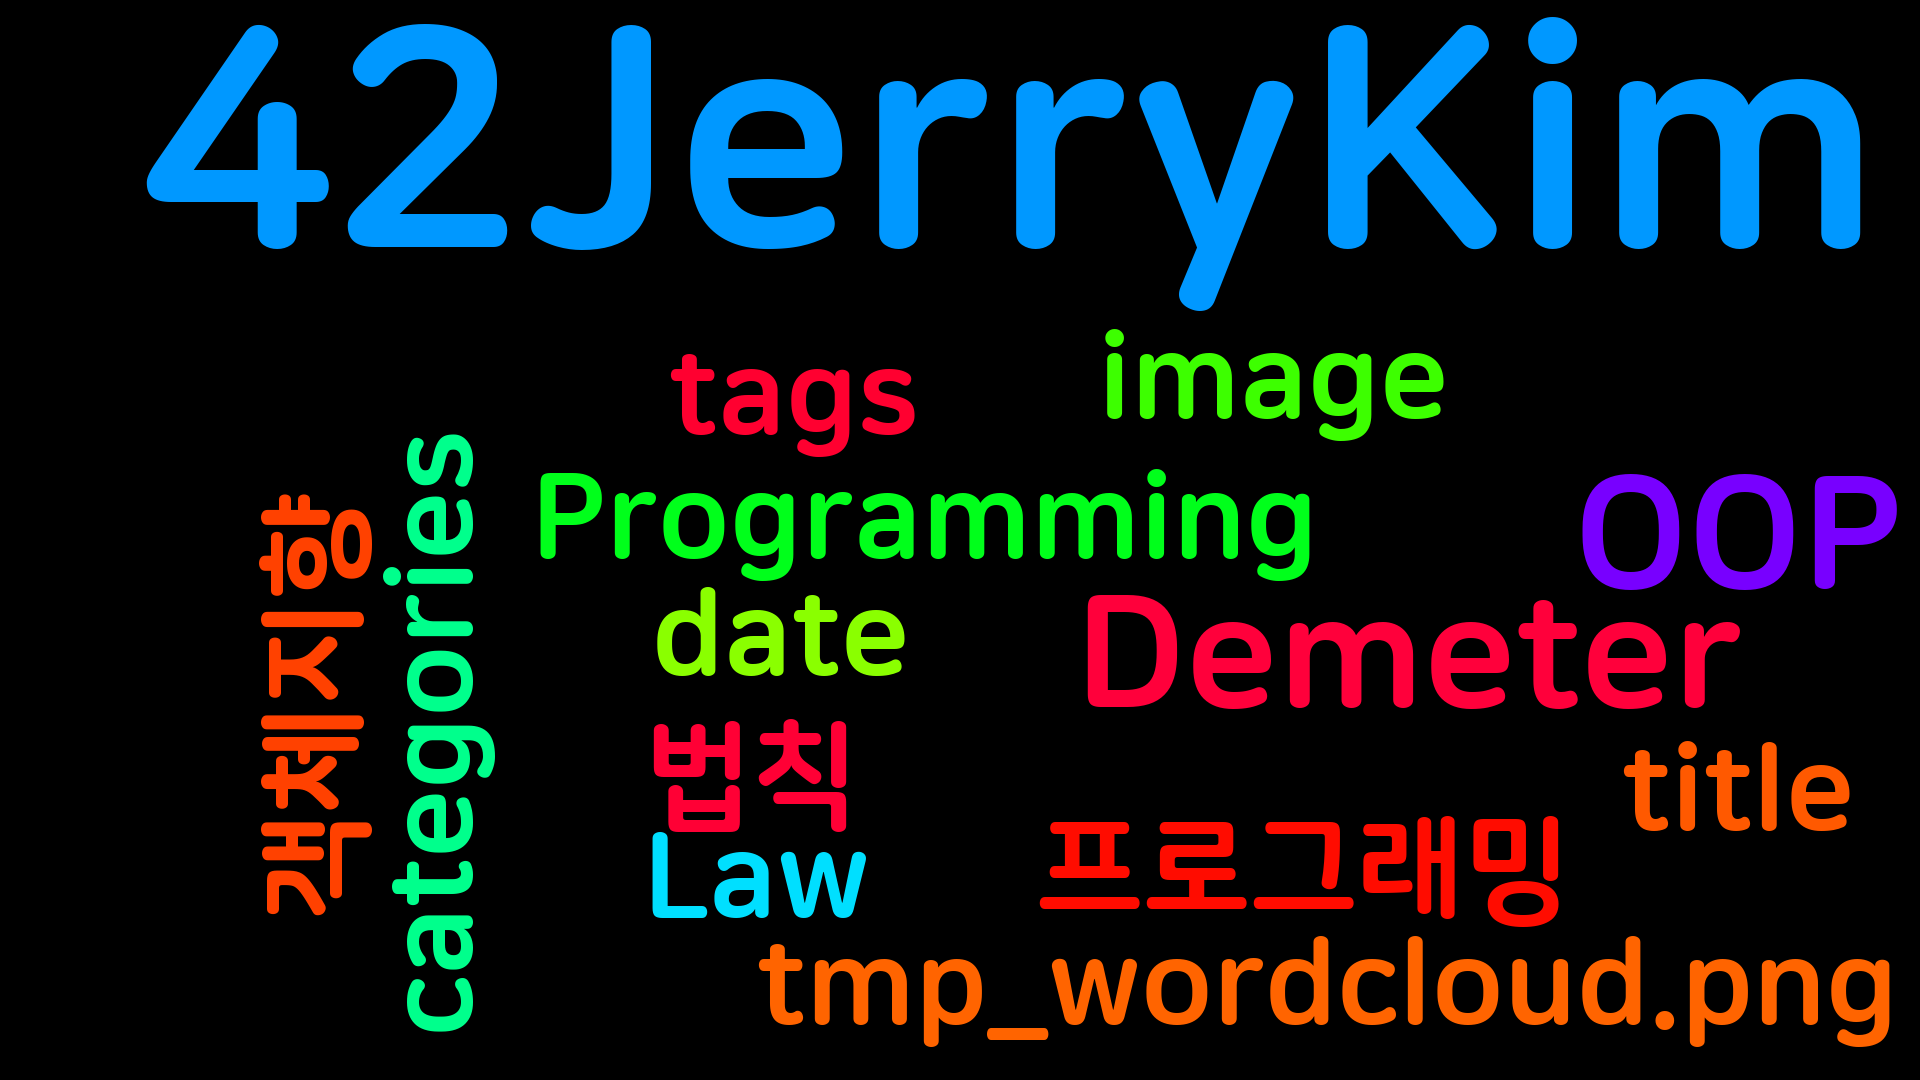 42JerryKim
tags
image
Programming
OOP
객체지향
categories
date
Demeter
법칙
title
Law
프로그래밍
tmp_wordcloud.png